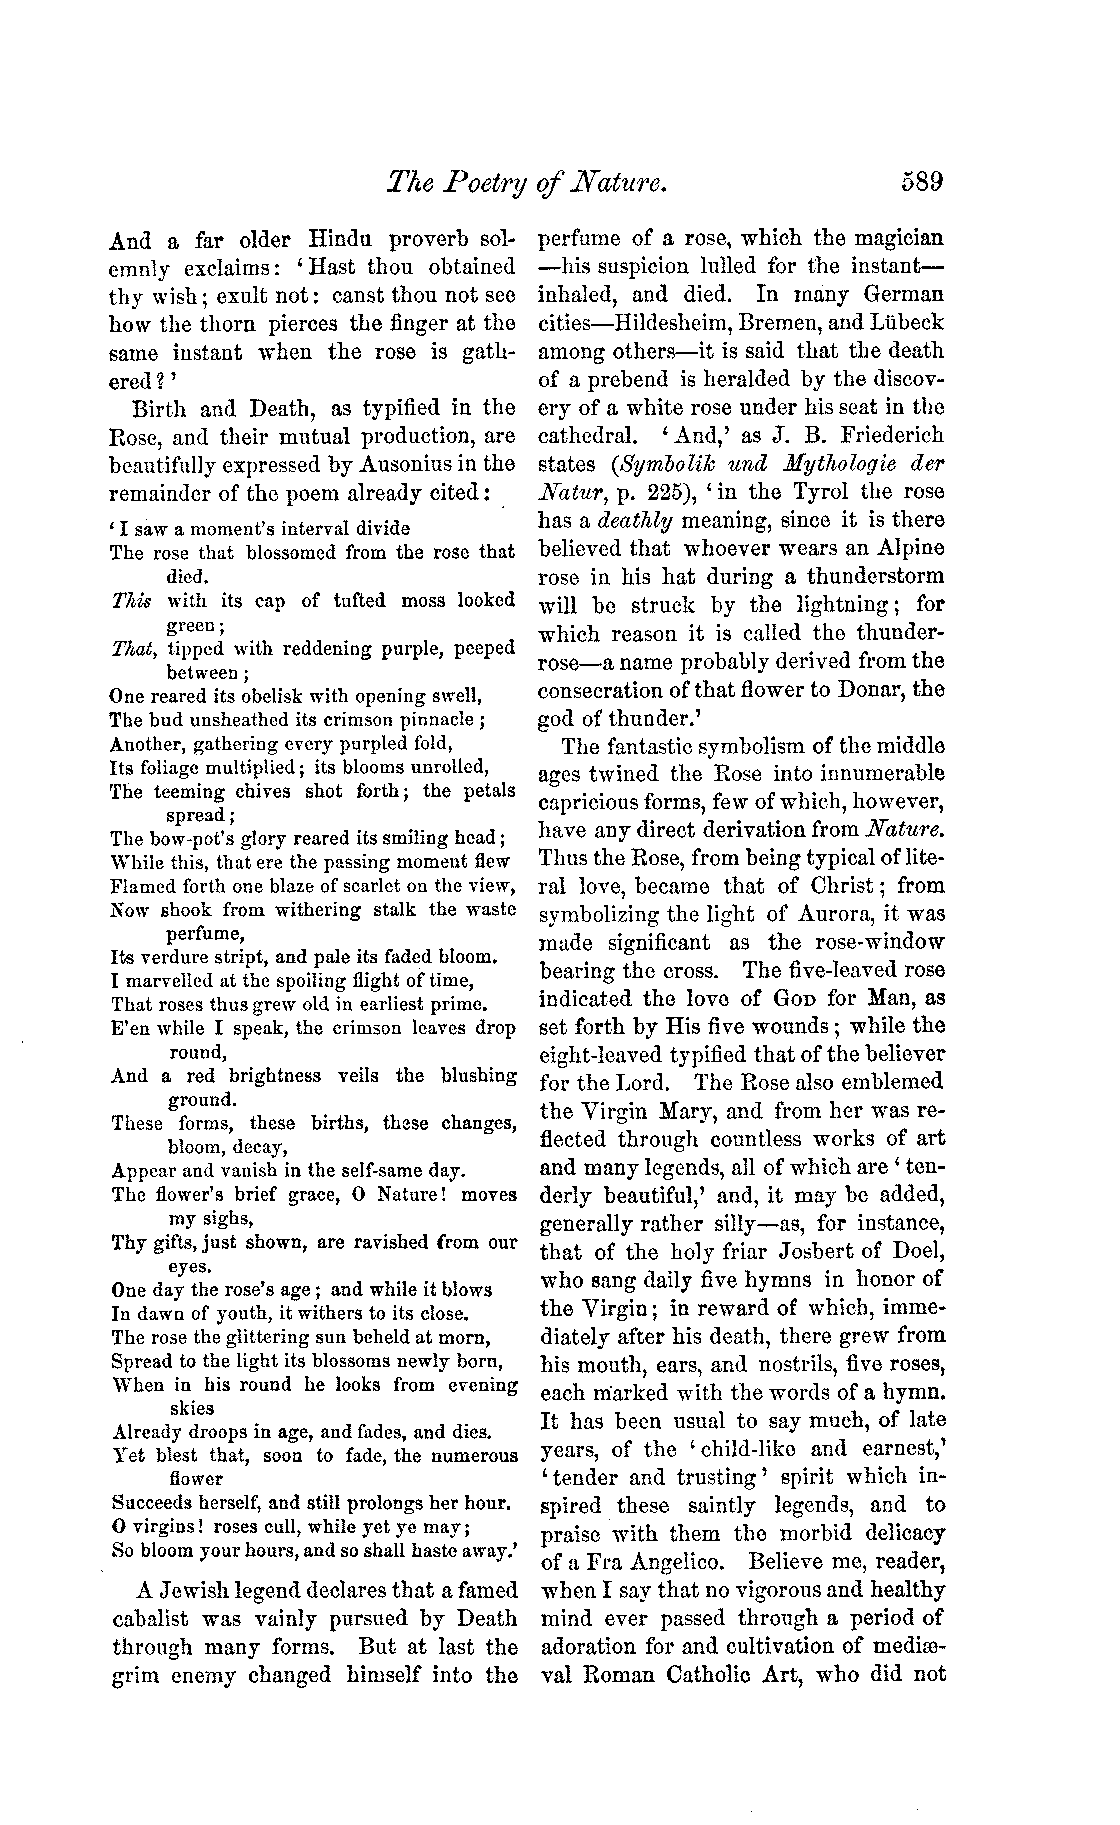 The Poetry of Nature. 589
And a far older Hindu proverb sol-
emnly exclaims: ‘Hast thou obtained
thy wish; exult not: canst thou not see
how the thorn pierces the finger at the
same instant when the rose is gath-
ered?’
Birth and Death, as typified in the
Rose, and their mutual production, are
beautifully expressed by Ausonius in the
remainder of the poem already cited:
‘I saw a moment's interval divide
The rose that blossomed from the rose that
died.
This with its cap of tufted moss looked
green;
That, tipped with reddening purple, peeped
between;
One reared its obelisk with opening swell,
The bud unsheathed its crimson pinnacle;
Another, gathering every purpled fold,
Its foliage multiplied; its blooms unrolled,
The teeming chives shot forth; the petals
spread;
The bow-pot's glory reared its smiling head;
While this, that ere the passing moment flew
Flamed forth one blaze of scarlet on the view,
Now shook from withering stalk the waste
perfume,
Its verdure stript, and pale its faded bloom.
I marvelled at the spoiling flight of time,
That roses thus grew old in earliest prime.
E'en while I speak, the crimson leaves drop
round,
And a red brightness veils the blushing
ground.
These forms, these births, these changes,
bloom, decay,
Appear and vanish in the self-same day.
The flower's brief grace, O Nature! moves
my sighs,
Thy gifts, just shown, are ravished from our
eyes.
One day the rose's age; and while it blows
In dawn of youth, it withers to its close.
The rose the glittering sun beheld at morn,
Spread to the light its blossoms newly born,
When in his round he looks from evening
skies
Already droops in age, and fades, and dies.
Yet blest that, soon to fade, the numerous
flower
Succeeds herself, and still prolongs her hour.
O virgins! roses cull, while yet ye may;
So bloom your hours, and so shall haste away.’
A Jewish legend declares that a famed
cabalist was vainly pursued by Death
through many forms. But at last the
grim enemy changed himself into the
perfume of a rose, which the magician
—his suspicion lulled for the instant—
inhaled, and died. In many German
cities—Hildesheim, Bremen, and Lübeck
among others—it is said that the death
of a prebend is heralded by the discov-
ery of a white rose under his seat in the
cathedral. ‘And,’ as J. B. Friederich
states (Symbolik und Mythologie der
Natur, p. 225), ‘in the Tyrol the rose
has a deathly meaning, since it is there
believed that whoever wears an Alpine
rose in his hat during a thunderstorm
will be struck by the lightning; for
which reason it is called the thunder-
rose—a name probably derived from the
consecration of that flower to Donar, the
god of thunder.’
The fantastic symbolism of the middle
ages twined the Rose into innumerable
capricious forms, few of which, however,
have any direct derivation from Nature.
Thus the Rose, from being typical of lite-
ral love, became that of Christ; from
symbolizing the light of Aurora, it was
made significant as the rose-window
bearing the cross. The five-leaved rose
indicated the love of GOD for Man, as
set forth by His five wounds; while the
eight-leaved typified that of the believer
for the Lord. The Rose also emblemed
the Virgin Mary, and from her was re-
flected through countless works of art
and many legends, all of which are ‘ten-
derly beautiful,’ and, it may be added,
generally rather silly—as, for instance,
that of the holy friar Josbert of Doel,
who sang daily five hymns in honor of
the Virgin; in reward of which, imme-
diately after his death, there grew from
his mouth, ears, and nostrils, five roses,
each marked with the words of a hymn.
It has been usual to say much, of late
years, of the ‘child-like and earnest,’
‘tender and trusting’ spirit which in-
spired these saintly legends, and to
praise with them the morbid delicacy
of a Fra Angelico. Believe me, reader,
when I say that no vigorous and healthy
mind ever passed through a period of
adoration for and cultivation of mediæ-
val Roman Catholic Art, who did not